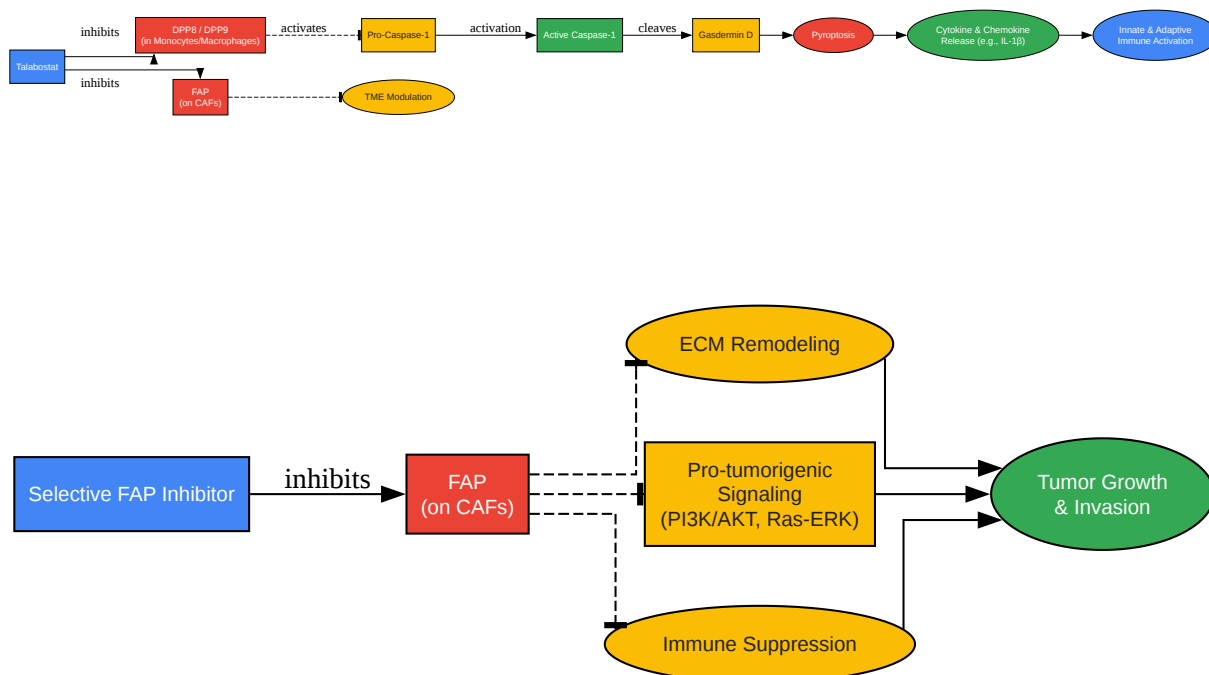 Talabostat
inhibits
inhibits
DPP8 / DPP9
(in Monocytes/Macrophages)
FAP
(on CAFs)
activates
Pro-Caspase-1
TME Modulation
activation
Active Caspase-1
cleaves
Gasdermin D
Pyroptosis
Cytokine & Chemokine
Release (e.g., IL-1β)
Innate & Adaptive
Immune Activation
Selective FAP Inhibitor
inhibits
FAP
(on CAFs)
ECM Remodeling
Pro-tumorigenic
Signaling
(PI3K/AKT, Ras-ERK)
Immune Suppression
Tumor Growth
& Invasion